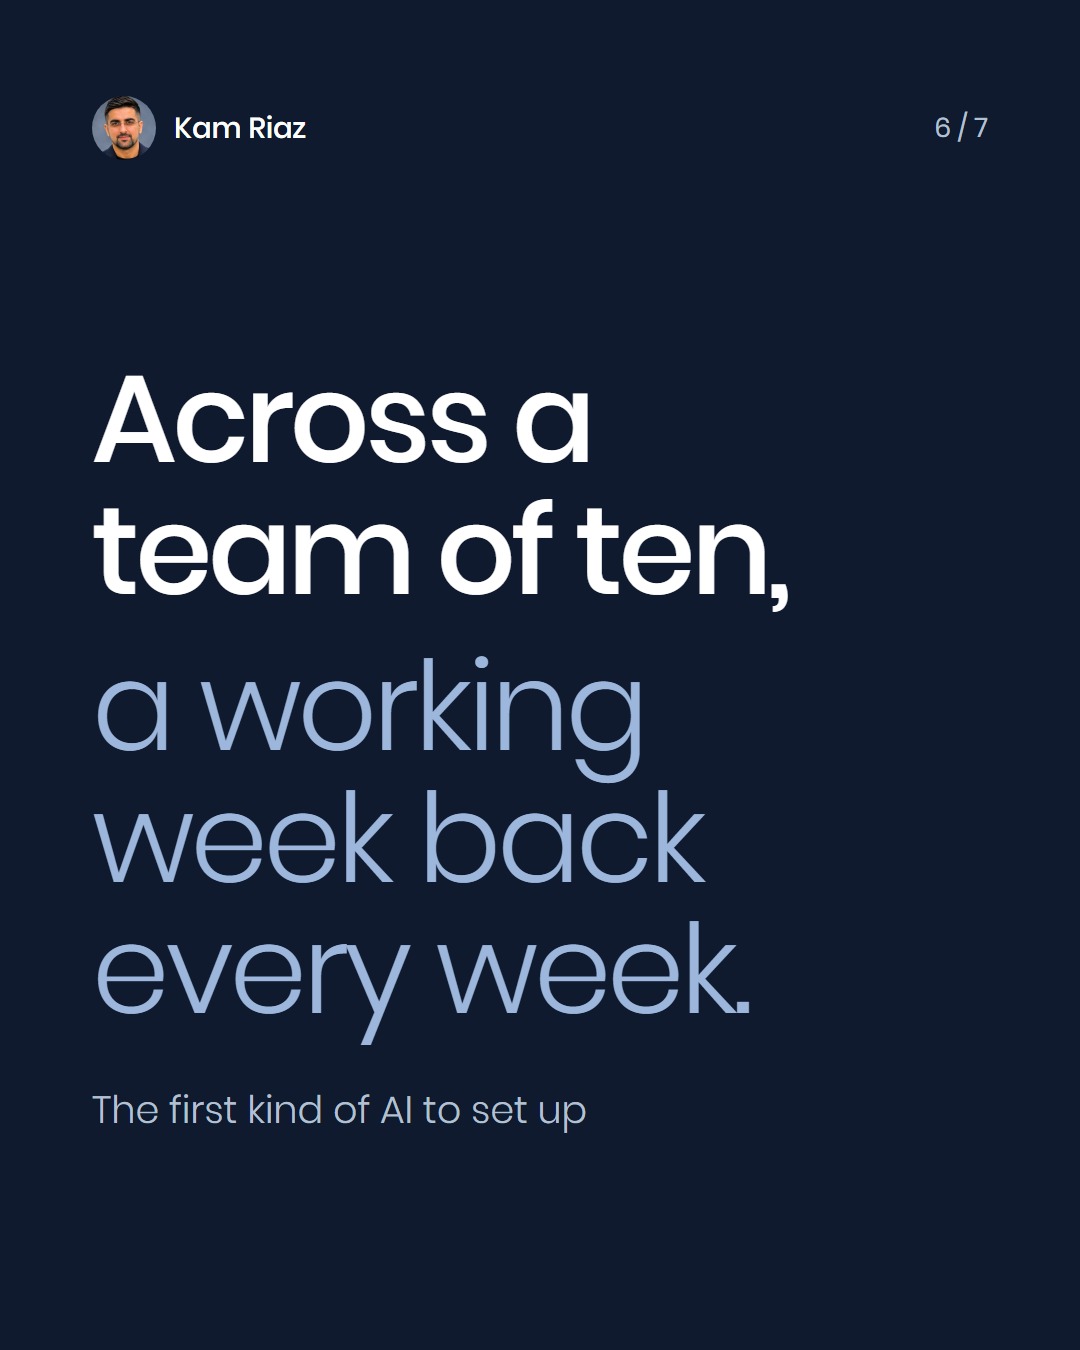 Kam Riaz
6 / 7
Across a
team of ten,
a working
week back
every week.
The first kind of AI to set up